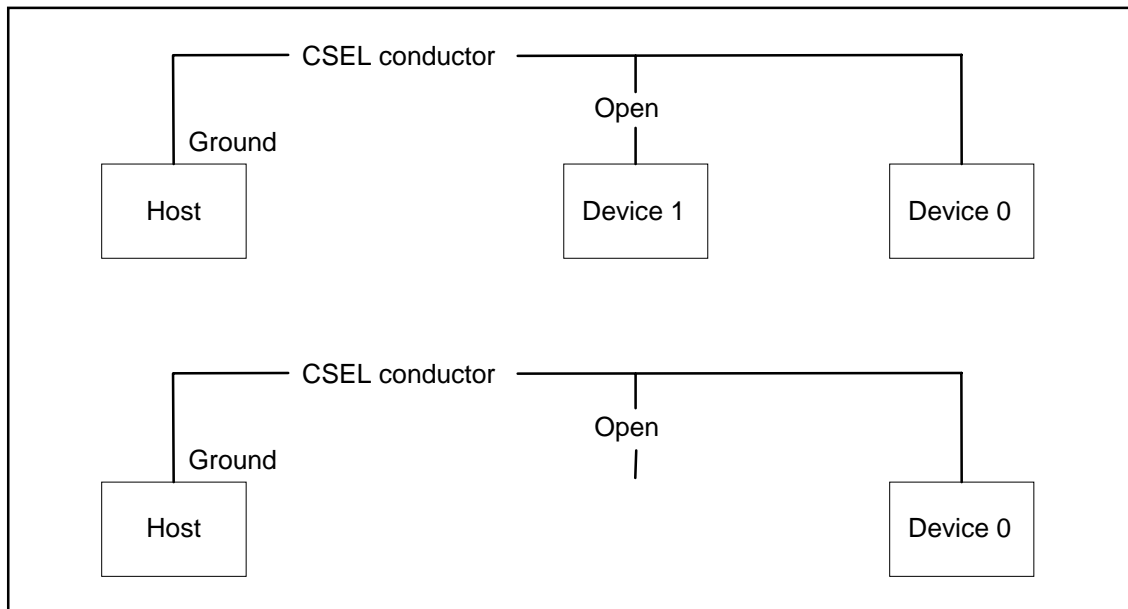 CSEL conductor
Open
Ground
Host
Device 1
Device 0
CSEL conductor
Open
Ground
Host
Device 0